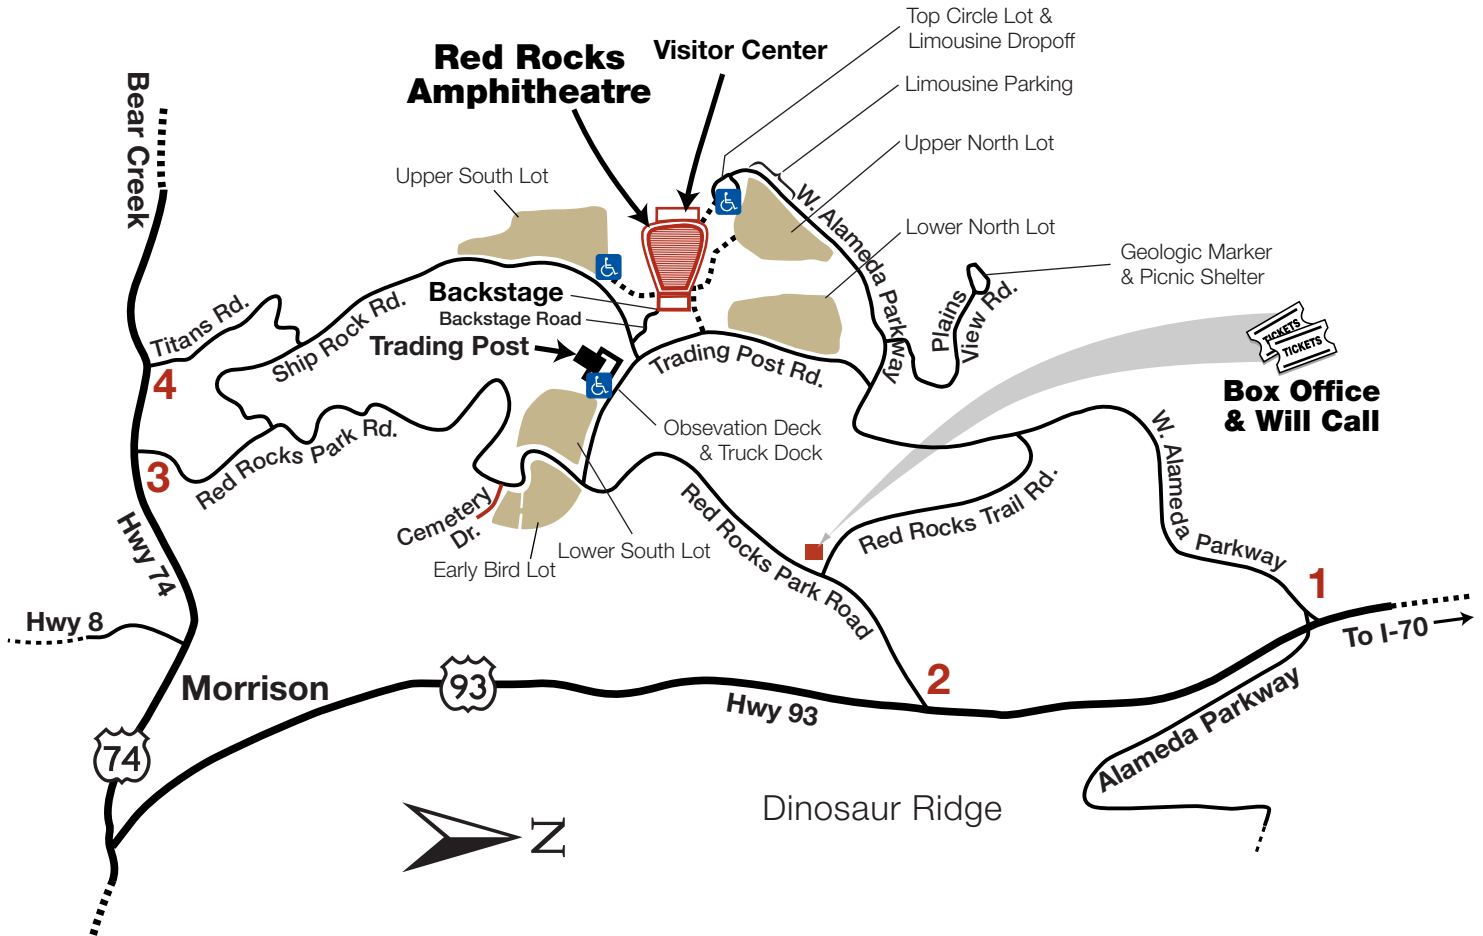 Top Circle Lot &
Limousine Dropoff
Red Rocks
Amphitheatre
Visitor Center
Limousine Parking
Bear Creek
Upper North Lot
Upper South Lot
W. Alameda Parkway
Lower North Lot
Geologic Marker
& Picnic Shelter
Titans Rd.
Ship Rock Rd.
Backstage
Backstage Road
Trading Post
Trading Post Rd.
Plains
View Rd.
TICKETS
TICKETS
Box Office
& Will Call
4
Obsevation Deck
& Truck Dock
Red Rocks Park Rd.
3
Cemetery
Dr.
Hwy 74
Lower South Lot
Early Bird Lot
Red Rocks Park Road
Red Rocks Trail Rd.
W. Alameda Parkway
1
To I-70
Hwy 8
Morrison
93
Hwy 93
2
Alameda Parkway
74
Dinosaur Ridge
N